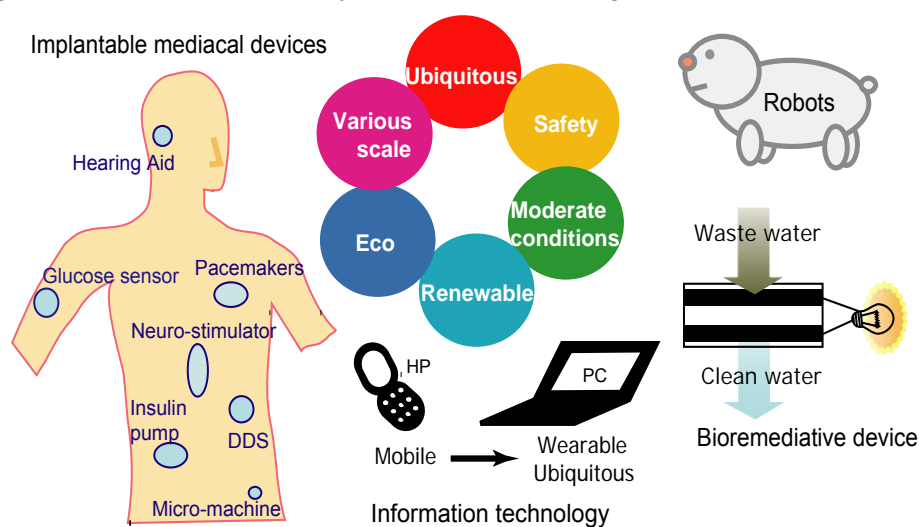 Implantable mediacal devices
Hearing Aid
Glucose sensor
Pacemakers
Neuro-stimulator
Insulin
pump
DDS
Micro-machine
Ubiquitous
Various
scale
Safety
Eco
Moderate
conditions
Renewable
HP
PC
Mobile
Wearable
Ubiquitous
Information technology
Robots
Waste water
Clean water
Bioremediative device